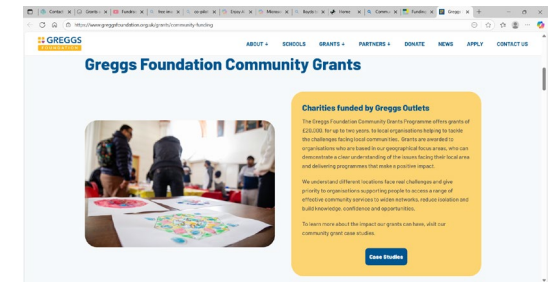 Contact
https://www.greggsfoundation.org.uk/grants/community-funding
GREGGS
FOUNDATION
ABOUT + SCHOOLS GRANTS + PARTNERS + DONATE NEWS APPLY CONTACT US
Greggs Foundation Community Grants
Charities funded by Greggs Outlets
The Greggs Foundation Community Grants Programme offers grants of
£20,000, for up to two years, to local organisations helping to tackle
the challenges facing local communities. Grants are awarded to
organisations who are based in our geographical focus areas, who can
demonstrate a clear understanding of the issues facing their local area
and delivering programmes that make a positive impact.
We understand different locations face real challenges and give
priority to organisations supporting people to access a range of
effective community services to widen networks, reduce isolation and
build knowledge, confidence and opportunities.
To learn more about the impact our grants can have, visit our
community grant case studies.
Case Studies